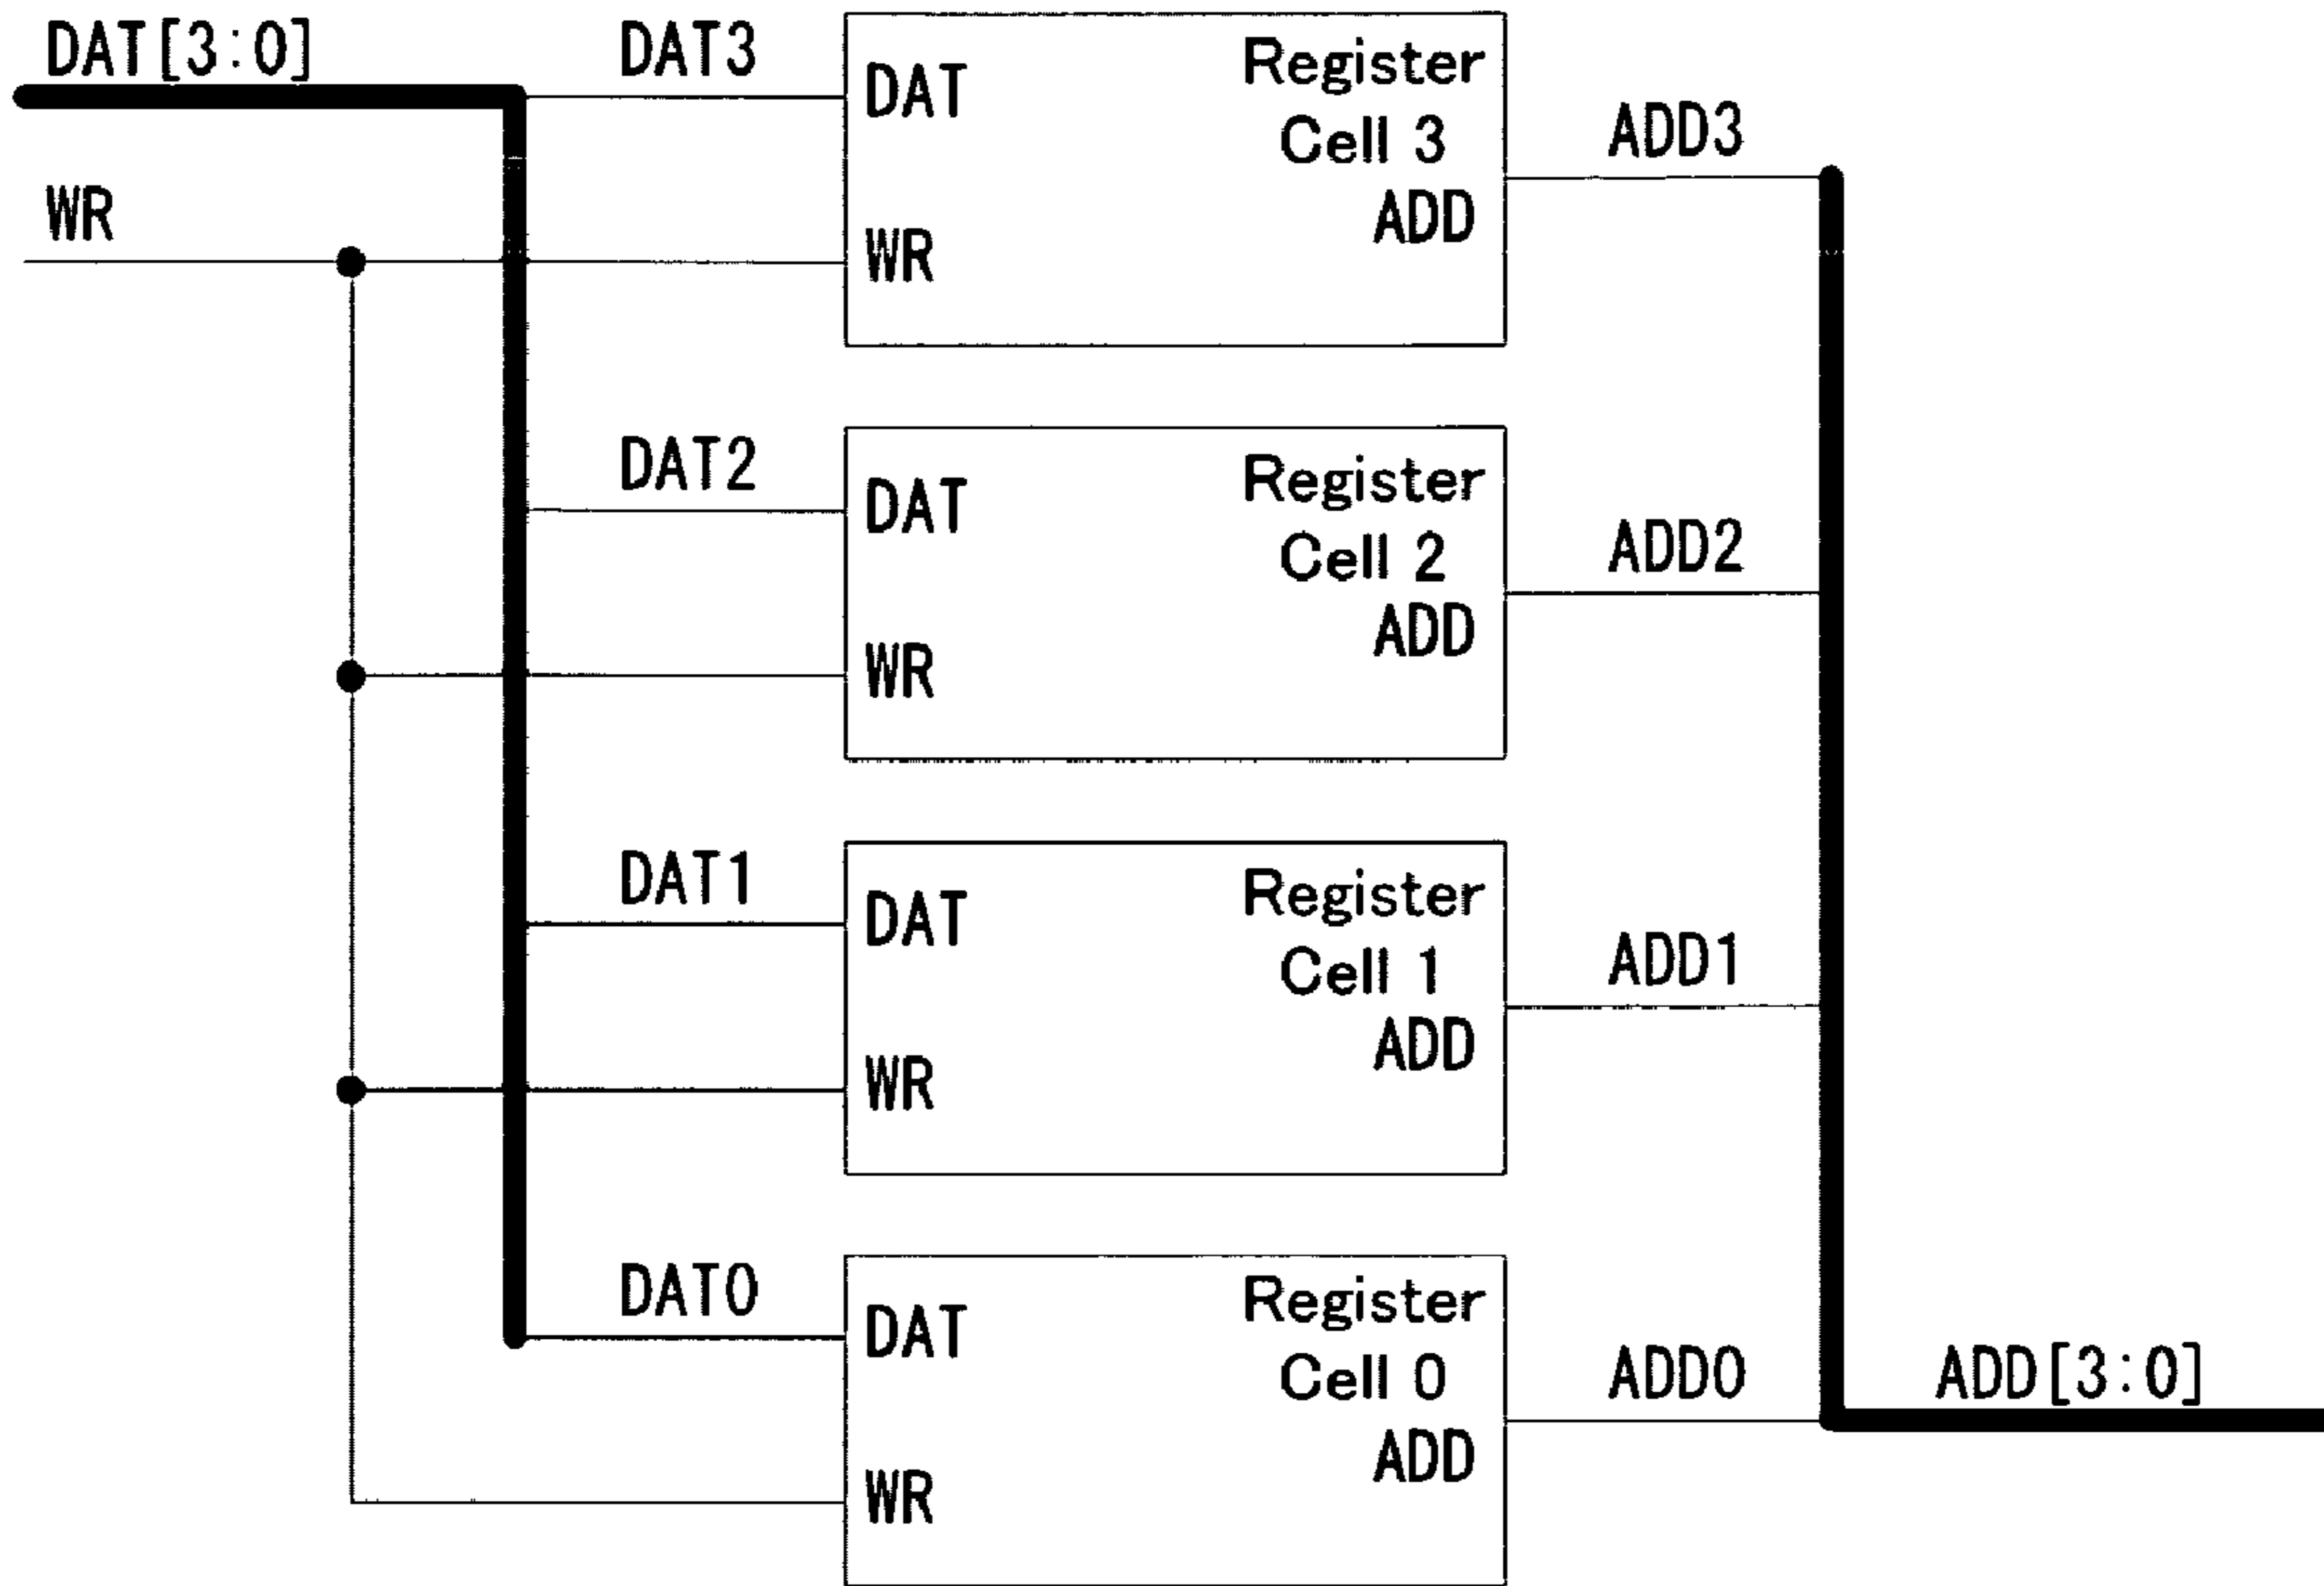 DAT[3:0]
DAT3
DAT
Register
Cell 3
ADD
ADD3
WR
WR
DAT2
DAT
Register
Cell 2
ADD
ADD2
WR
DAT1
DAT
Register
Cell 1
ADD
ADD1
WR
DAT0
DAT
Register
Cell 0
ADD
ADD0
ADD[3:0]
WR